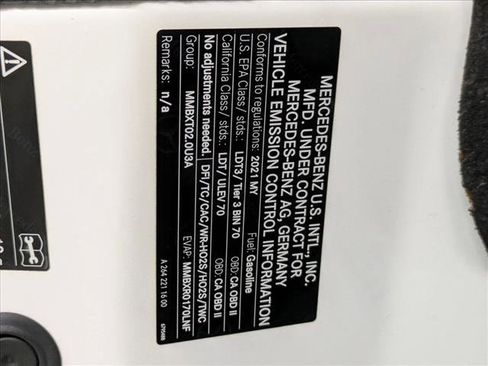 MERCEDES-BENZ U.S. INTL., INC.
MFD. UNDER CONTRACT FOR
MERCEDES-BENZ AG, GERMANY
VEHICLE EMISSION CONTROL INFORMATION
Conforms to regulations: 2021 MY Fuel: Gasoline
U.S. EPA Class / stds: LDT3 / Tier 3 BIN 70 OBD: CA OBD II
California Class / stds: LDT / ULEV 70 OBD: CA OBD II
No adjustments needed. DFI/TC/CAC/WR-HO2S/HO2S/TWC
Group: MMBXT02.0U3A EVAP: MMBXR0170LNF
Remarks: n/a
A 264 221 16 00